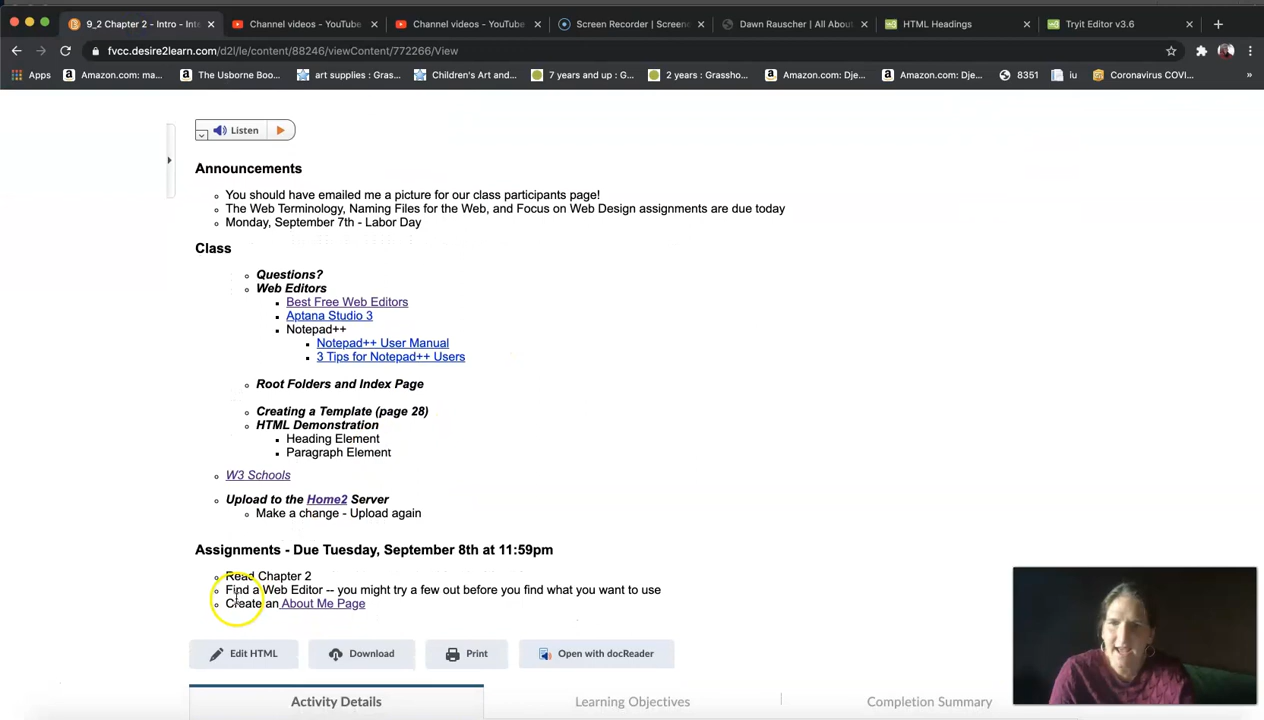 9_2 Chapter 2 - Intro - Inte
Channel videos - YouTube
Channel videos - YouTube
Screen Recorder | Screenc
Dawn Rauscher | All Abou
HTML Headings
Tryit Editor v3.6
fvcc.desire2learn.com/d2l/le/content/88246/viewContent/772266/View
Apps
Amazon.com: ma...
The Usborne Boo...
art supplies : Gras...
Children's Art and...
7 years and up : G...
2 years : Grassho...
Amazon.com: Dje...
Amazon.com: Dje...
8351
iu
Coronavirus COVI...
Listen
Announcements
You should have emailed me a picture for our class participants page!
The Web Terminology, Naming Files for the Web, and Focus on Web Design assignments are due today
Monday, September 7th - Labor Day
Class
Questions?
Web Editors
Best Free Web Editors
Aptana Studio 3
Notepad++
Notepad++ User Manual
3 Tips for Notepad++ Users
Root Folders and Index Page
Creating a Template (page 28)
HTML Demonstration
Heading Element
Paragraph Element
W3 Schools
Upload to the Home2 Server
Make a change - Upload again
Assignments - Due Tuesday, September 8th at 11:59pm
Read Chapter 2
Find a Web Editor -- you might try a few out before you find what you want to use
Create an About Me Page
Edit HTML
Download
Print
Open with docReader
Activity Details
Learning Objectives
Completion Summary